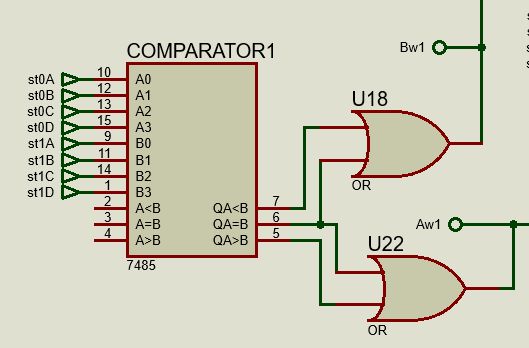 COMPARATOR1
st0A 10 A0
st0B 12 A1
st0C 13 A2
st0D 15 A3
st1A 9 B0
st1B 11 B1
st1C 14 B2
st1D 1 B3
2 A<B QA<B 7
3 A=B QA=B 6
4 A>B QA>B 5
7485
U18
OR
Bw1
Aw1
U22
OR